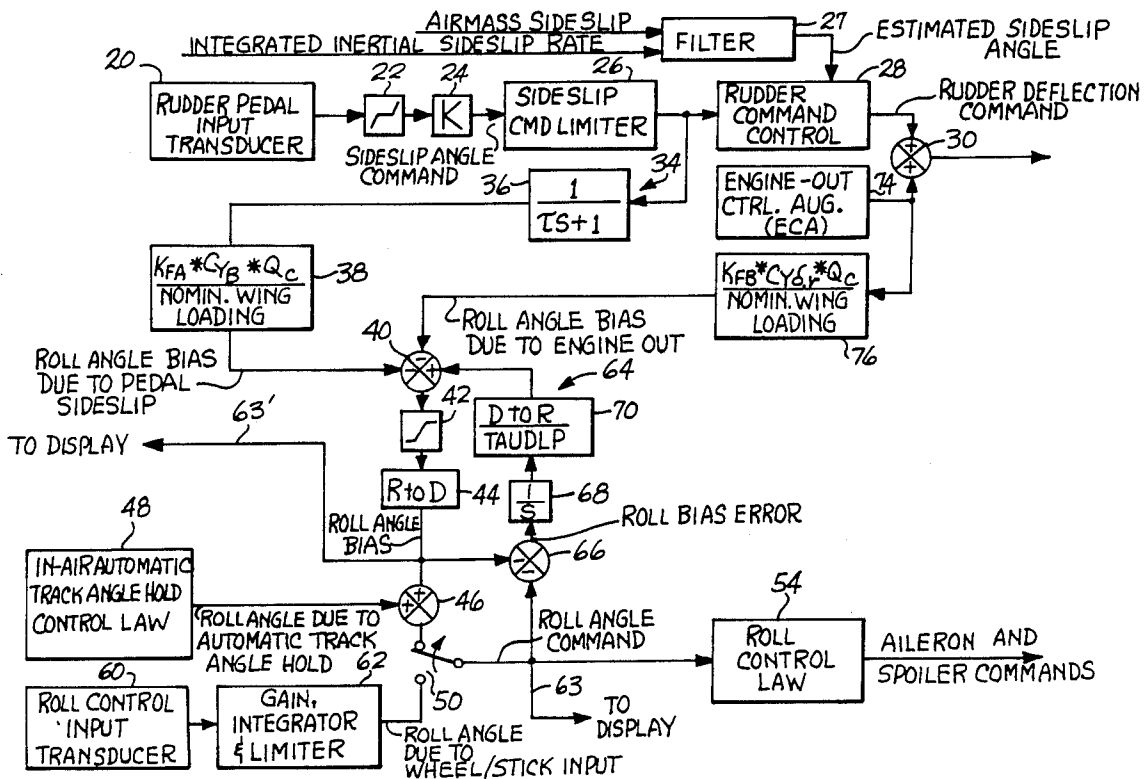 AIRMASS SIDESLIP
INTEGRATED INERTIAL SIDESLIP RATE
27
FILTER
ESTIMATED SIDESLIP
ANGLE
20
RUDDER PEDAL
INPUT
TRANSDUCER
22
24
K
SIDESLIP ANGLE
COMMAND
26
SIDESLIP
CMD LIMITER
28
RUDDER
COMMAND
CONTROL
RUDDER DEFLECTION
COMMAND
+
+
30
34
36
1
τS+1
ENGINE-OUT
CTRL. AUG.
(ECA)
74
KFA*CYB*QC
NOMIN. WING
LOADING
38
KFB*CYδ,r*QC
NOMIN. WING
LOADING
76
ROLL ANGLE BIAS
DUE TO ENGINE OUT
ROLL ANGLE BIAS
DUE TO PEDAL
SIDESLIP
40
-
-
+
64
42
D to R
TAUDLP
70
63'
TO DISPLAY
R to D
44
1
S
68
ROLL ANGLE
BIAS
ROLL BIAS ERROR
-
-
66
48
IN-AIR AUTOMATIC
TRACK ANGLE HOLD
CONTROL LAW
+
+
46
ROLL ANGLE DUE TO
AUTOMATIC TRACK
ANGLE HOLD
ROLL ANGLE
COMMAND
54
ROLL
CONTROL
LAW
AILERON AND
SPOILER COMMANDS
60
ROLL CONTROL
INPUT
TRANSDUCER
62
GAIN,
INTEGRATOR
& LIMITER
50
ROLL ANGLE
DUE TO
WHEEL/STICK INPUT
63
TO
DISPLAY